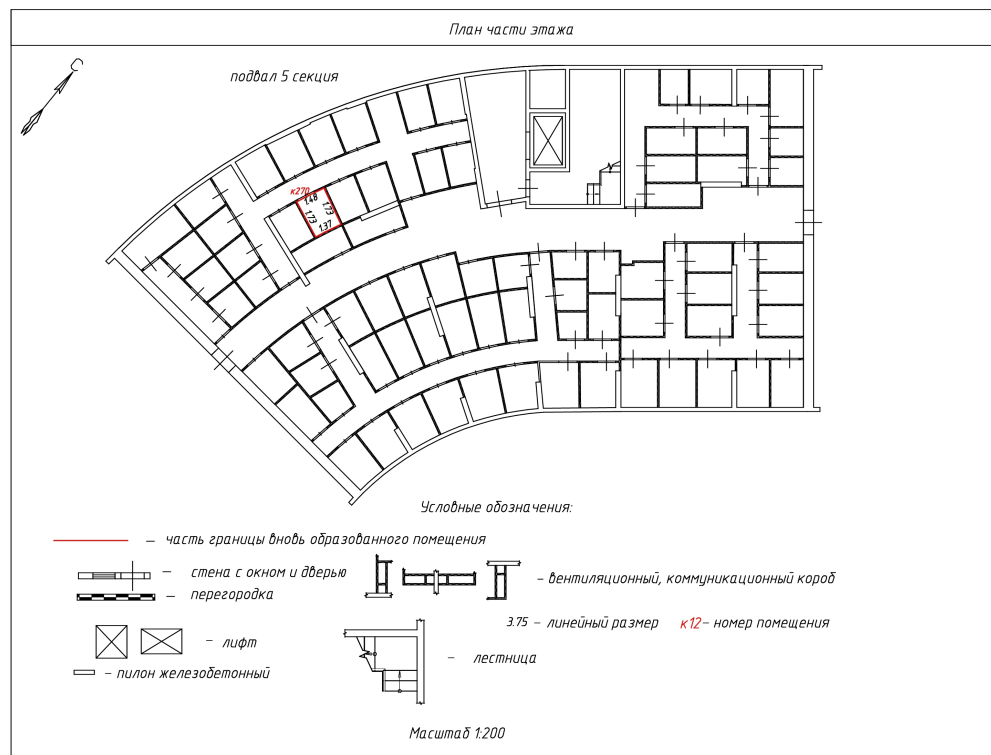 План части этажа
С
подвал 5 секция
к270
1.48
1.73
1.73
1.37
Условные обозначения:
– часть границы вновь образованного помещения
– стена с окном и дверью
– перегородка
– вентиляционный, коммуникационный короб
3.75 – линейный размер к12– номер помещения
– лифт
– лестница
– пилон железобетонный
Масштаб 1:200